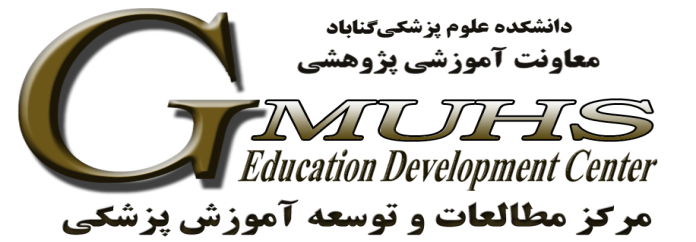 دانشکده علوم پزشکی گناباد
معاونت آموزشی پژوهشی
GMUHS
Education Development Center
مرکز مطالعات و توسعه آموزش پزشکی